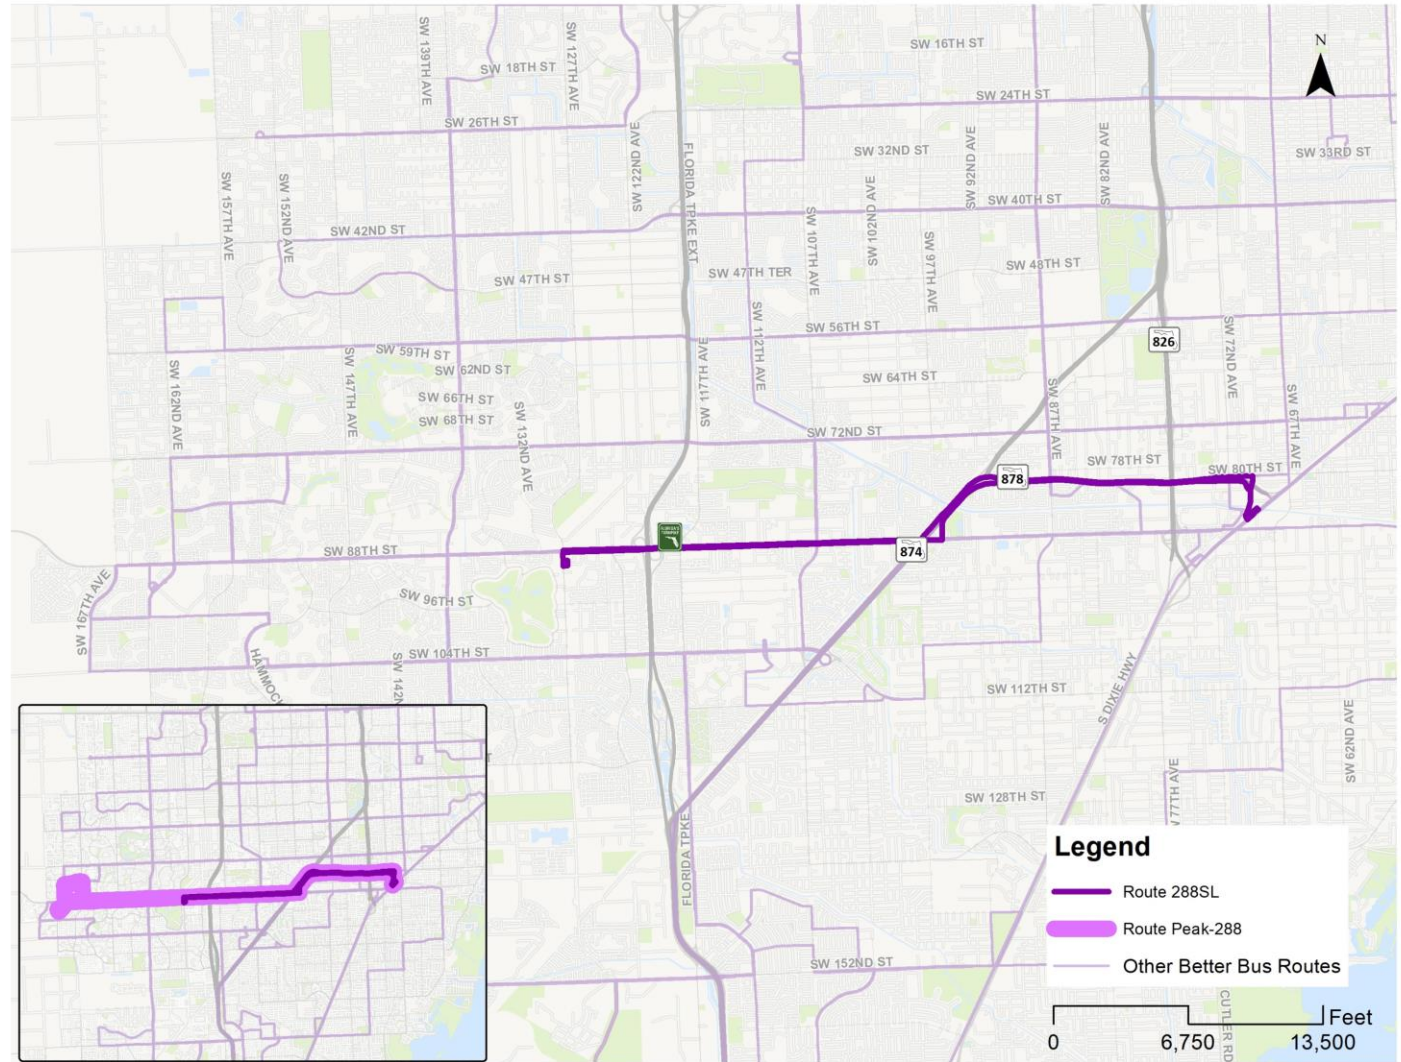 SW 16TH ST
N
SW 139TH AVE
SW 127TH AVE
SW 18TH ST
SW 24TH ST
SW 26TH ST
SW 122ND AVE
FLORIDA TPKE EXT
SW 32ND ST
SW 92ND AVE
SW 82ND AVE
SW 33RD ST
SW 157TH AVE
SW 152ND AVE
SW 102ND AVE
SW 40TH ST
SW 42ND ST
SW 107TH AVE
SW 97TH AVE
SW 47TH ST
SW 47TH TER
SW 48TH ST
SW 112TH AVE
SW 56TH ST
826
SW 72ND AVE
SW 59TH ST
SW 62ND ST
SW 117TH AVE
SW 64TH ST
SW 162ND AVE
SW 147TH AVE
SW 66TH ST
SW 68TH ST
SW 132ND AVE
SW 87TH AVE
SW 67TH AVE
SW 72ND ST
SW 78TH ST
SW 80TH ST
878
SW 88TH ST
874
SW 167TH AVE
SW 96TH ST
SW 104TH ST
HAMMOC
SW 142N
S DIXIE HWY
SW 112TH ST
SW 62ND AVE
SW 128TH ST
77TH AVE
FLORIDA TPKE
SW 152ND ST
CUTLER RD
Legend
Route 288SL
Route Peak-288
Other Better Bus Routes
Feet
0 6,750 13,500